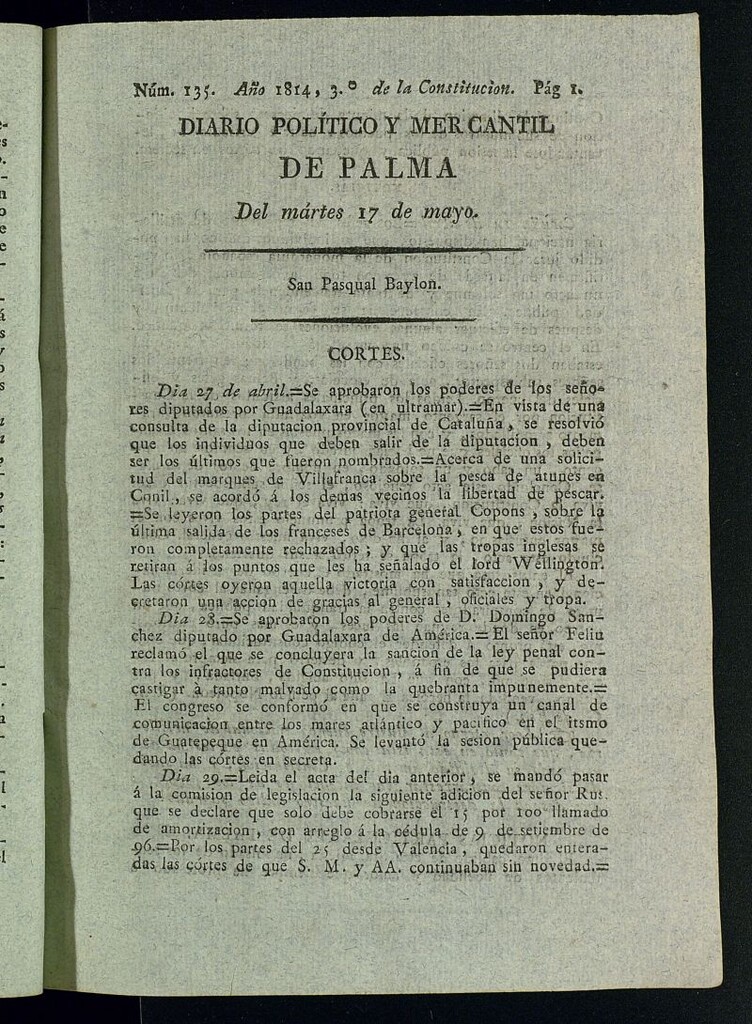 Núm. 135. Año 1814, 3.º de la Constitucion. Pág 1.
DIARIO POLÍTICO Y MERCANTIL
DE PALMA
Del mártes 17 de mayo.
San Pasqual Baylon.
CORTES.
Dia 27 de abril.=Se aprobaron los poderes de los seño-
res diputados por Guadalaxara (en ultramar).=En vista de una
consulta de la diputacion provincial de Cataluña, se resolvió
que los individuos que deben salir de la diputacion, deben
ser los últimos que fueron nombrados.=Acerca de una solici-
tud del marques de Villafranca sobre la pesca de atunes en
Conil, se acordó á los demas vecinos la libertad de pescar.
=Se leyeron los partes del patriota general Copons, sobre la
última salida de los franceses de Barcelona, en que estos fue-
ron completamente rechazados; y que las tropas inglesas se
retiran á los puntos que les ha señalado el lord Wellington.
Las córtes oyeron aquella victoria con satisfaccion, y de-
cretaron una accion de gracias al general, oficiales y tropa.
Dia 28.=Se aprobaron los poderes de D. Domingo San-
chez diputado por Guadalaxara de América.=El señor Feliu
reclamó el que se concluyera la sancion de la ley penal con-
tra los infractores de Constitucion, á fin de que se pudiera
castigar à tanto malvado como la quebranta impunemente.=
El congreso se conformó en que se construya un canal de
comunicacion entre los mares atlántico y pacífico en el itsmo
de Guatepeque en América. Se levantó la sesion pública que-
dando las córtes en secreta.
Dia 29.=Leida el acta del dia anterior, se mandó pasar
á la comision de legislacion la siguiente adicion del señor Rus.
que se declare que solo debe cobrarse el 15 por 100 llamado
de amortizacion, con arreglo á la cédula de 9 de setiembre de
96.=Por los partes del 25 desde Valencia, quedaron entera-
das las córtes de que S. M. y AA. continuaban sin novedad.=